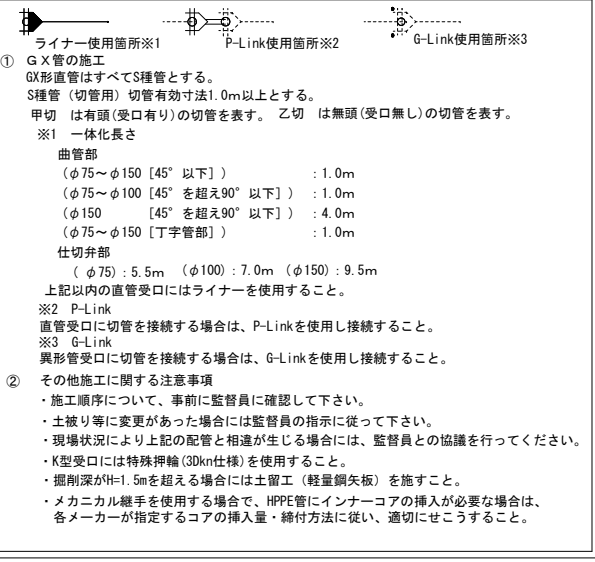 ライナー使用箇所※1 P-Link使用箇所※2 G-Link使用箇所※3
① GX管の施工
GX形直管はすべてS種管とする。
S種管（切管用）切管有効寸法1.0m以上とする。
甲切 は有頭(受口有り)の切管を表す。 乙切 は無頭(受口無し)の切管を表す。
※1 一体化長さ
曲管部
（φ75～φ150［45°以下］） ：1.0m
（φ75～φ100［45°を超え90°以下］） ：1.0m
（φ150 ［45°を超え90°以下］） ：4.0m
（φ75～φ150［丁字管部］） ：1.0m
仕切弁部
（φ75）：5.5m （φ100）：7.0m （φ150）：9.5m
上記以内の直管受口にはライナーを使用すること。
※2 P-Link
直管受口に切管を接続する場合は、P-Linkを使用し接続すること。
※3 G-Link
異形管受口に切管を接続する場合は、G-Linkを使用し接続すること。
② その他施工に関する注意事項
・施工順序について、事前に監督員に確認して下さい。
・土被り等に変更があった場合には監督員の指示に従って下さい。
・現場状況により上記の配管と相違が生じる場合には、監督員との協議を行ってください。
・K型受口には特殊押輪(3Dkn仕様)を使用すること。
・掘削深がH=1.5mを超える場合には土留工（軽量鋼矢板）を施すこと。
・メカニカル継手を使用する場合で、HPPE管にインナーコアの挿入が必要な場合は、
各メーカーが指定するコアの挿入量・締付方法に従い、適切にせこうすること。